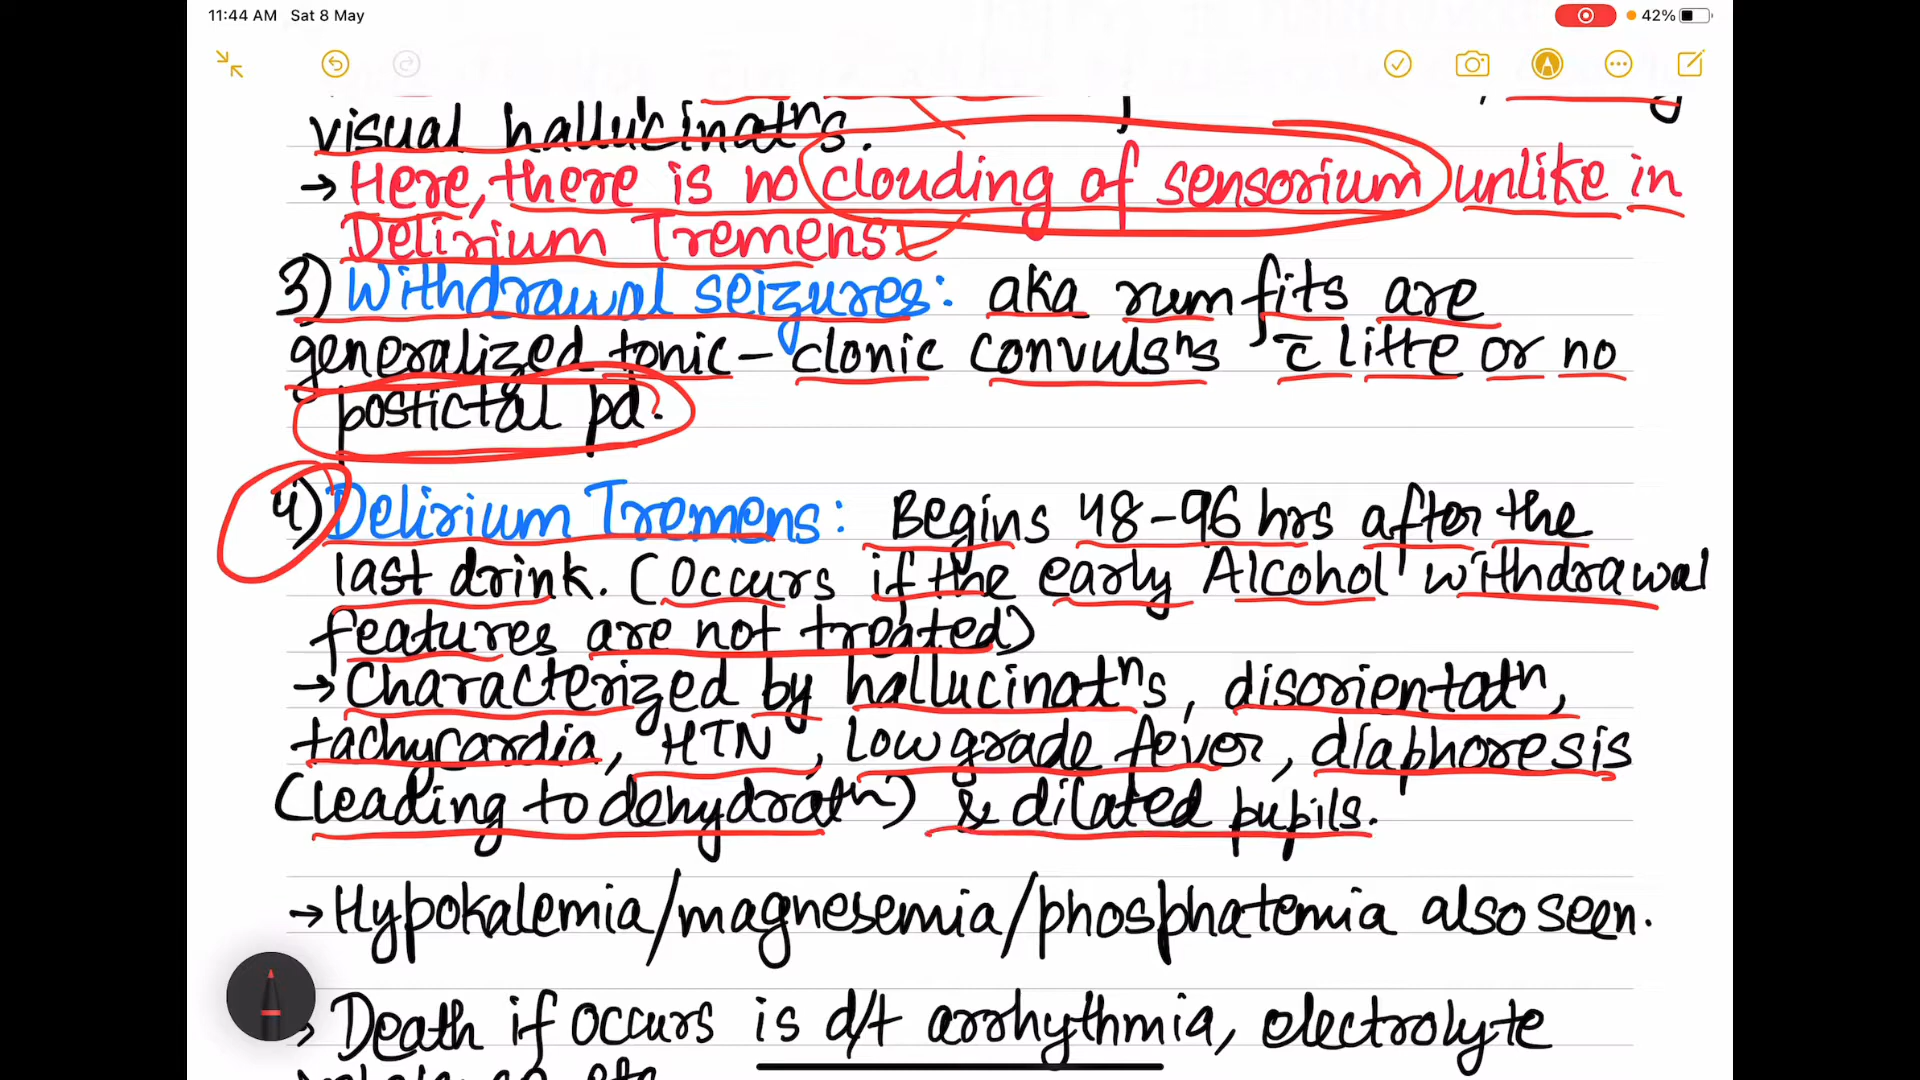 11:44 AM Sat 8 May
42%
visual hallucinatⁿs.
→ Here, there is no clouding of sensorium unlike in
Delirium Tremens.
3) Withdrawal seizures: aka rum fits are
generalized tonic-clonic convulsⁿs c̄ litte or no
postictal pd.
4) Delirium Tremens: Begins 48-96 hrs after the
last drink. (Occurs if the early Alcohol withdrawal
features are not treated)
→ Characterized by hallucinatⁿs, disorientatⁿ,
tachycardia, HTN, low grade fever, diaphoresis
(leading to dehydratⁿ) & dilated pupils.
→ Hypokalemia/magnesemia/phosphatemia also seen.
Death if occurs is d/t arrhythmia, electrolyte
etc